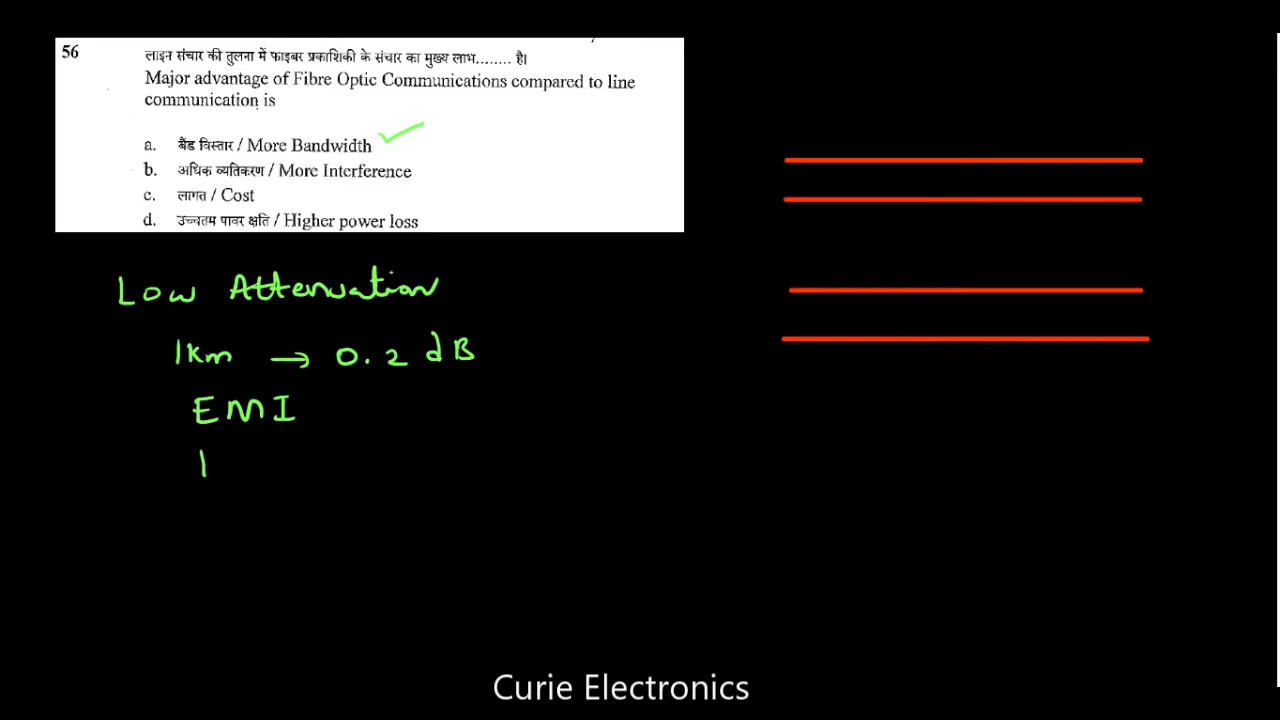 56
लाइन संचार की तुलना में फाइबर प्रकाशिकी के संचार का मुख्य लाभ........ है।
Major advantage of Fibre Optic Communications compared to line
communication is
a. बैंड विस्तार / More Bandwidth
b. अधिक व्यतिकरण / More Interference
c. लागत / Cost
d. उच्चतम पावर क्षति / Higher power loss
Low Attenuation
1km → 0.2 dB
EMI
Curie Electronics